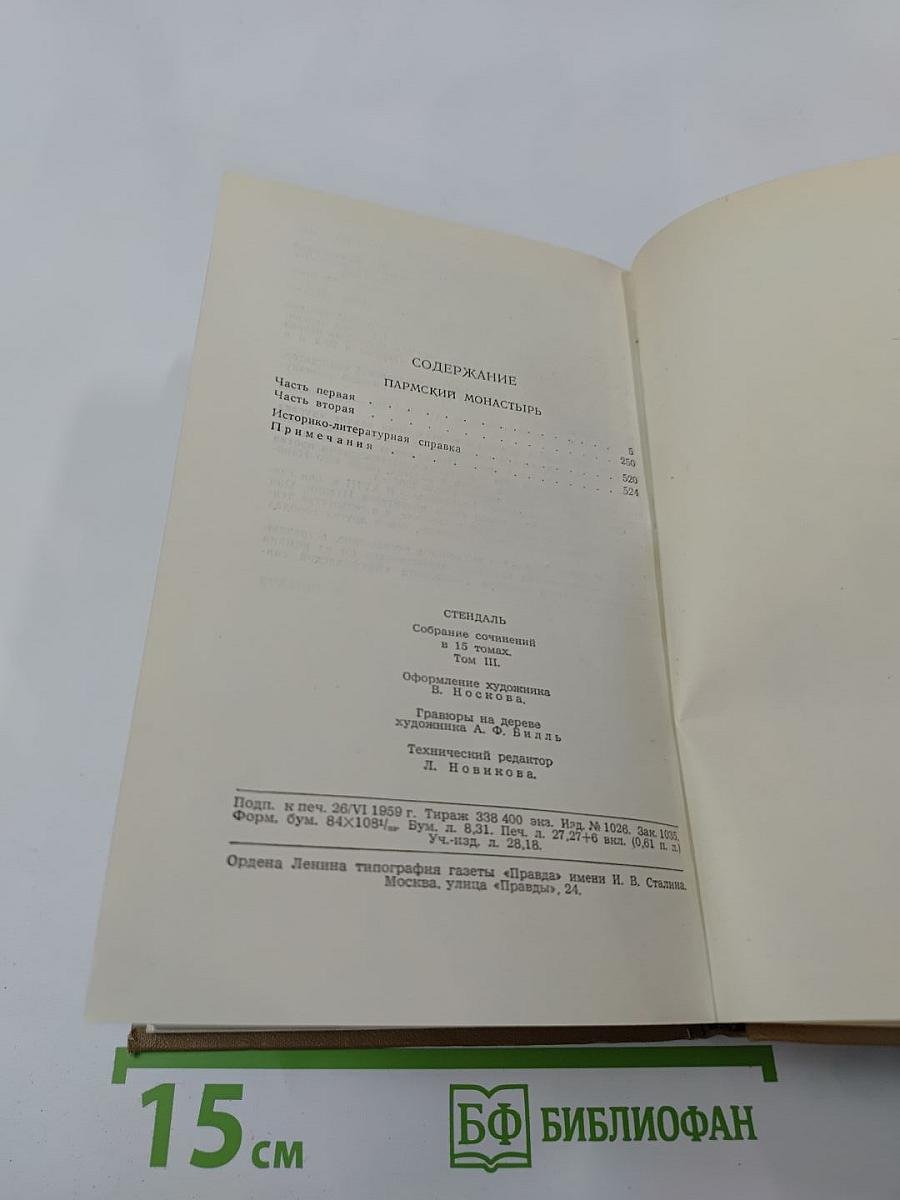 СОДЕРЖАНИЕ
ПАРМСКИЙ МОНАСТЫРЬ
Часть первая . . . . . . . . . . . . . . 5
Часть вторая . . . . . . . . . . . . . . 250
Историко-литературная справка . . . . . . . . 520
Примечания . . . . . . . . . . . . . 524
СТЕНДАЛЬ
Собрание сочинений
в 15 томах.
Том III.
Оформление художника
В. Носкова.
Гравюры на дереве
художника А. Ф. Билль
Технический редактор
Л. Новикова.
Подп. к печ. 26/VI 1959 г. Тираж 338 400 экз. Изд. № 1026. Зак. 1035.
Форм. бум. 84×108¹/₃₂. Бум. л. 8,31. Печ. л. 27,27+6 вкл. (0,61 п. л.)
Уч.-изд. л. 28,18.
Ордена Ленина типография газеты «Правда» имени И. В. Сталина.
Москва, улица «Правды», 24.
15 см
БФ БИБЛИОФАН